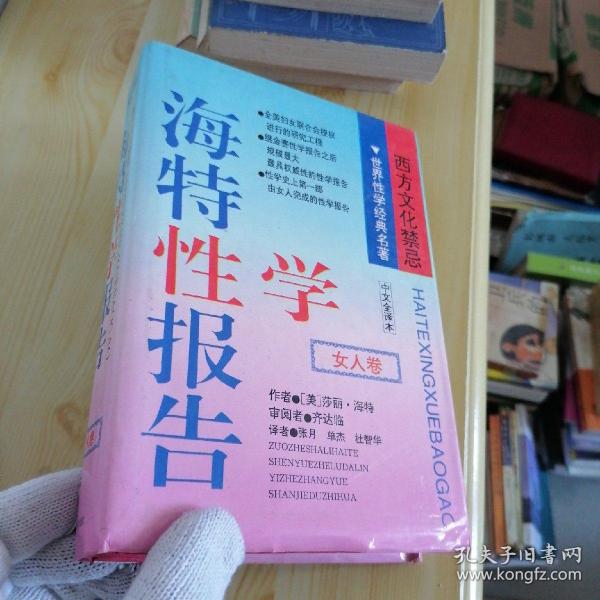 海特性学报告
●全美妇女联合会授权
进行的研究工程
●继金赛性学报告之后
规模最大
最具权威性的性学报告
●性学史上第一部
由女人完成的性学报告
西方文化禁忌
▼世界性学经典名著
中文全译本
HAITEXINGXUEBAOGAO
女人卷
作者●[美]莎丽·海特
审阅者●齐达临
译者●张月 单杰 杜智华
ZUOZHESHALIHAITE
SHENYUEZHELUDALIN
YIZHEZHANGYUE
SHANJIEDUZHIHUA
孔夫子旧书网
www.kongfz.com